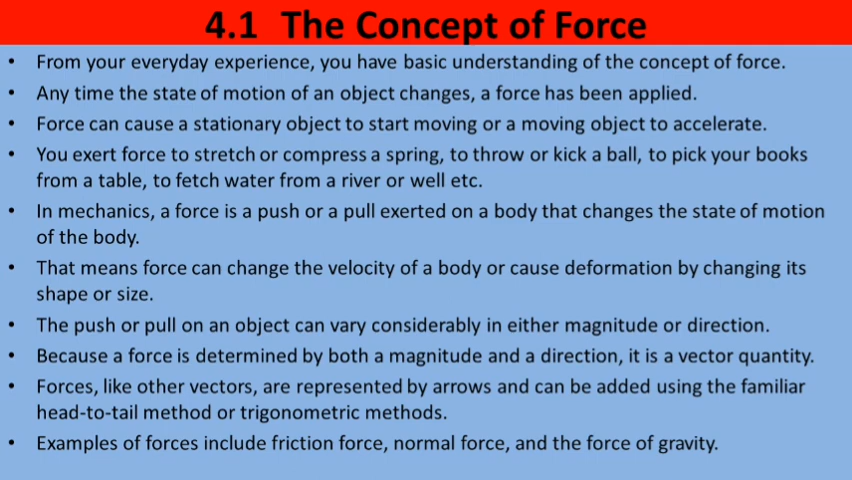 4.1 The Concept of Force
• From your everyday experience, you have basic understanding of the concept of force.
• Any time the state of motion of an object changes, a force has been applied.
• Force can cause a stationary object to start moving or a moving object to accelerate.
• You exert force to stretch or compress a spring, to throw or kick a ball, to pick your books
from a table, to fetch water from a river or well etc.
• In mechanics, a force is a push or a pull exerted on a body that changes the state of motion
of the body.
• That means force can change the velocity of a body or cause deformation by changing its
shape or size.
• The push or pull on an object can vary considerably in either magnitude or direction.
• Because a force is determined by both a magnitude and a direction, it is a vector quantity.
• Forces, like other vectors, are represented by arrows and can be added using the familiar
head-to-tail method or trigonometric methods.
• Examples of forces include friction force, normal force, and the force of gravity.